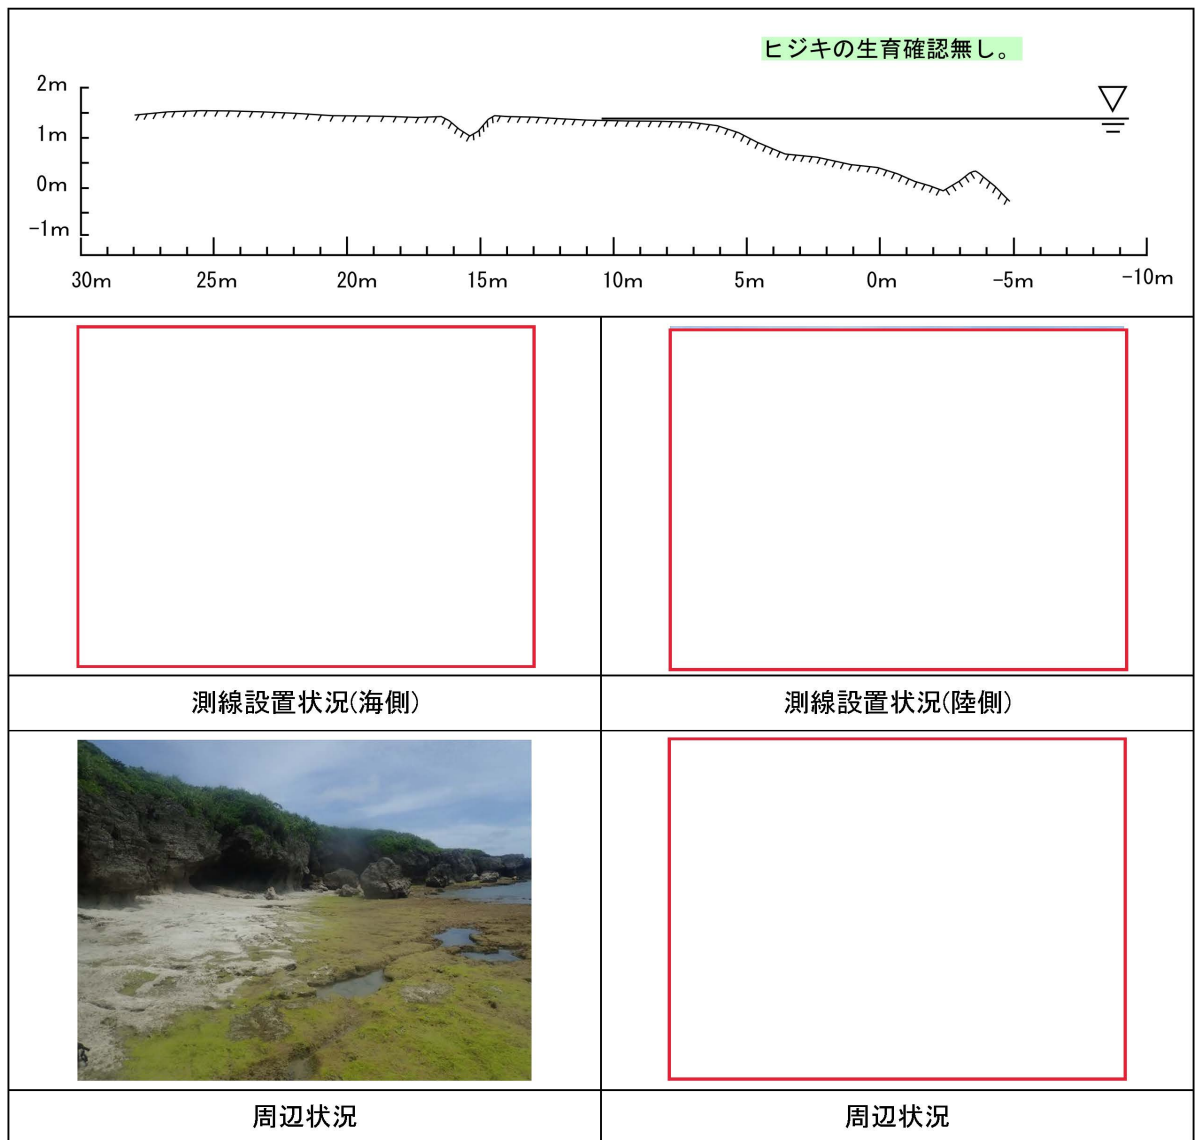 ヒジキの生育確認無し。
2m
1m
0m
-1m
30m 25m 20m 15m 10m 5m 0m -5m -10m
測線設置状況(海側) 測線設置状況(陸側)
周辺状況 周辺状況